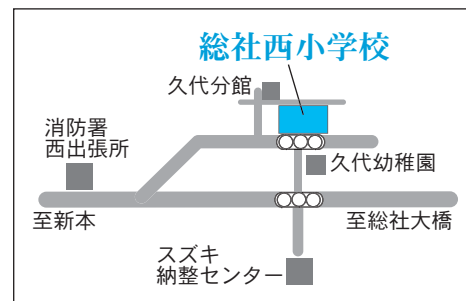 総社西小学校
久代分館
消防署
西出張所
久代幼稚園
至新本
至総社大橋
スズキ
納整センター